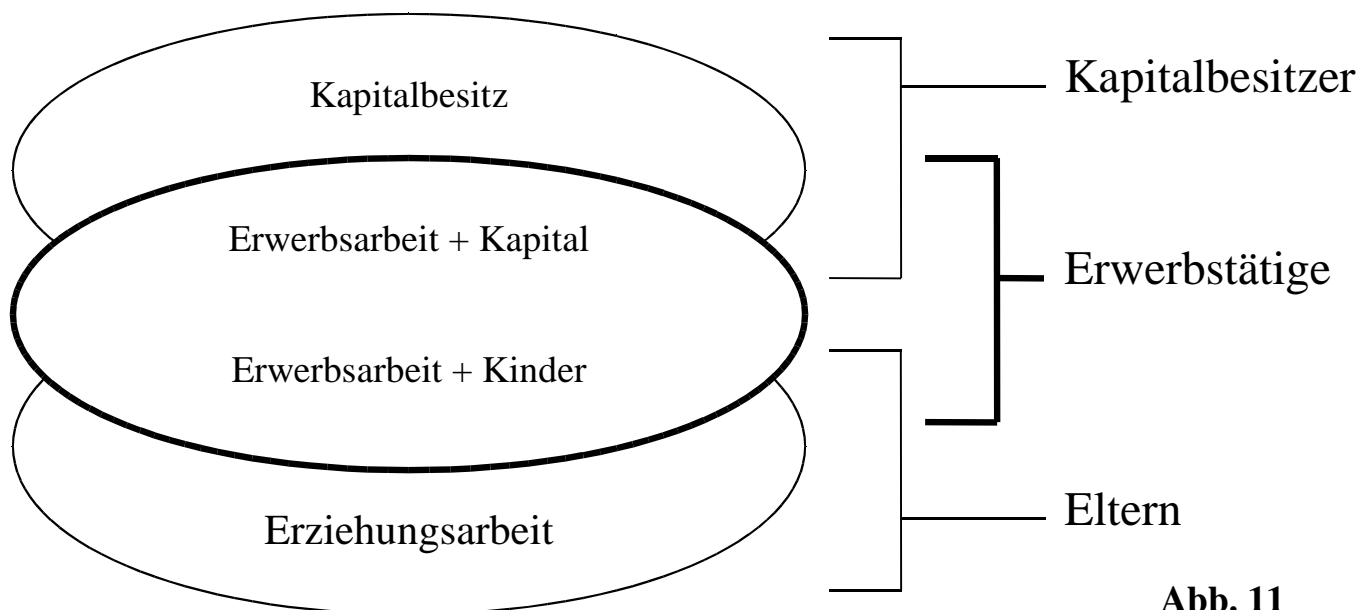 Kapitalbesitz
Kapitalbesitzer
Erwerbsarbeit + Kapital
Erwerbstätige
Erwerbsarbeit + Kinder
Erziehungsarbeit
Eltern
Abb. 11